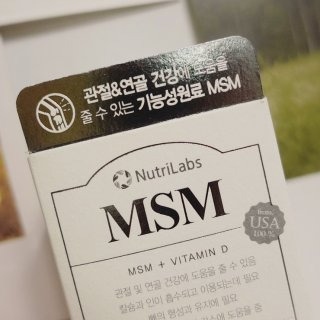 관절&연골 건강에 도움을
줄 수 있는 기능성원료 MSM
NutriLabs
MSM
USA
100%
MSM + VITAMIN D
관절 및 연골 건강에 도움을 줄 수 있음
칼슘과 인이 흡수되고 이용되는데 필요
뼈의 형성과 유지에 필요